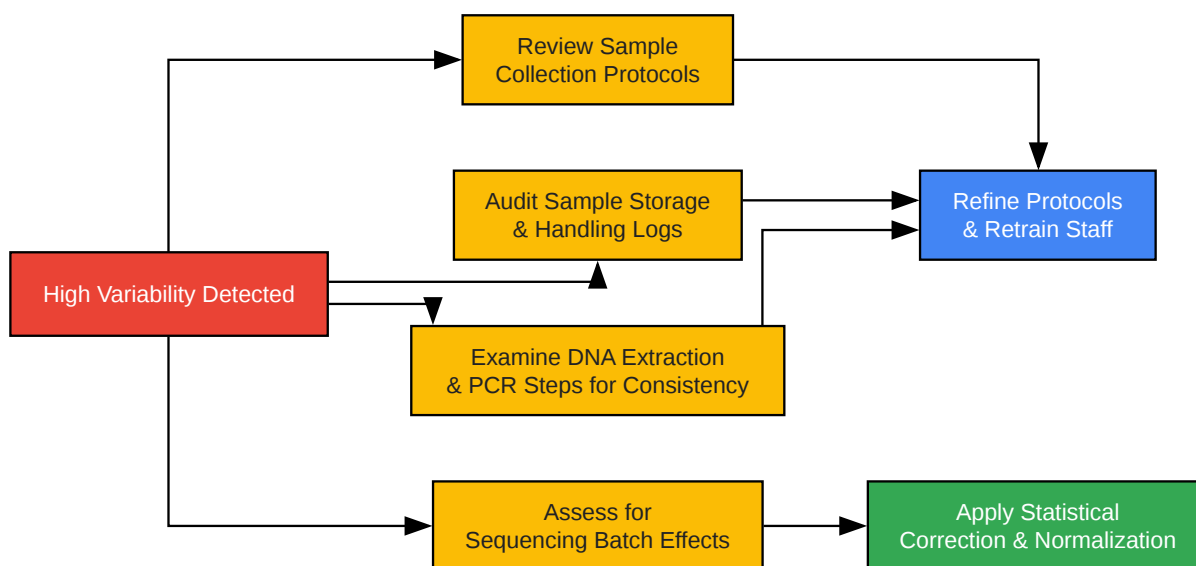 Review Sample
Collection Protocols
Audit Sample Storage
& Handling Logs
Refine Protocols
& Retrain Staff
High Variability Detected
Examine DNA Extraction
& PCR Steps for Consistency
Assess for
Sequencing Batch Effects
Apply Statistical
Correction & Normalization